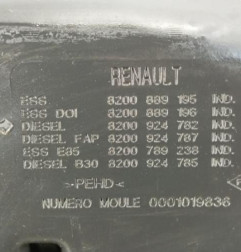 RENAULT
ESS 8200 889 195 IND.
ESS DOI 8200 889 196 IND.
DIESEL 8200 924 782 IND.
DIESEL FAP 8200 924 787 IND.
ESS E85 8200 789 238 IND.
DIESEL B30 8200 924 785 IND.
>PEHD<
NUMERO MOULE 0001019836